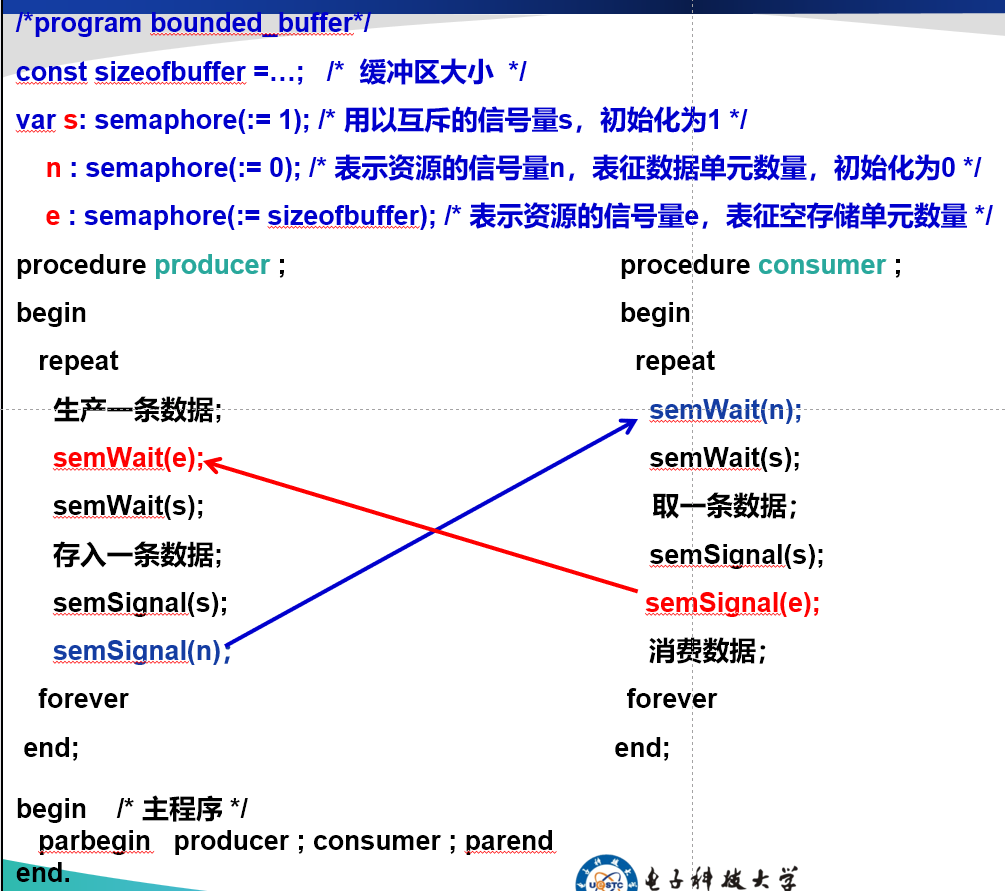 /*program bounded_buffer*/
const sizeofbuffer =…; /* 缓冲区大小 */
var s: semaphore(:= 1); /* 用以互斥的信号量s，初始化为1 */
n : semaphore(:= 0); /* 表示资源的信号量n，表征数据单元数量，初始化为0 */
e : semaphore(:= sizeofbuffer); /* 表示资源的信号量e，表征空存储单元数量 */
procedure producer ;
begin
repeat
生产一条数据;
semWait(e);
semWait(s);
存入一条数据;
semSignal(s);
semSignal(n);
forever
end;
procedure consumer ;
begin
repeat
semWait(n);
semWait(s);
取一条数据；
semSignal(s);
semSignal(e);
消费数据；
forever
end;
begin /* 主程序 */
parbegin producer ; consumer ; parend
end.
电子科技大学